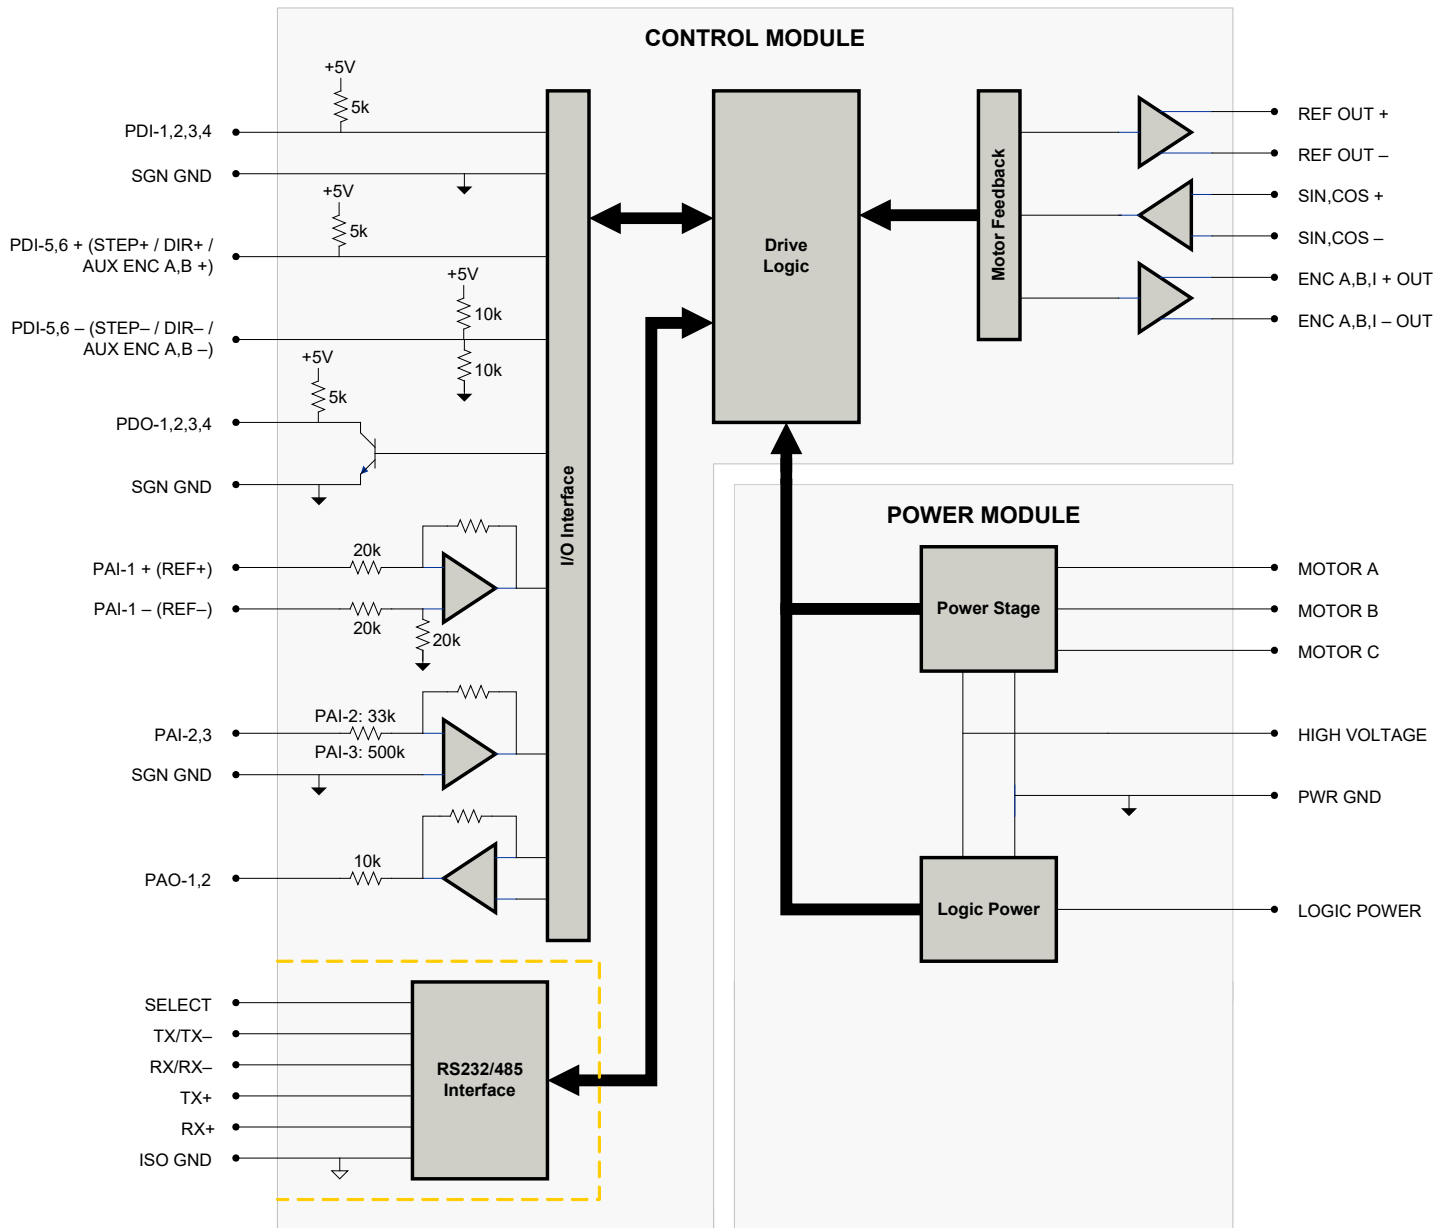 CONTROL MODULE
+5V
5k
PDI-1,2,3,4
SGN GND
+5V
5k
PDI-5,6 + (STEP+ / DIR+ /
AUX ENC A,B +)
+5V
10k
PDI-5,6 – (STEP– / DIR– /
AUX ENC A,B –)
10k
+5V
5k
PDO-1,2,3,4
SGN GND
20k
PAI-1 + (REF+)
PAI-1 – (REF–)
20k
20k
PAI-2: 33k
PAI-2,3
PAI-3: 500k
SGN GND
10k
PAO-1,2
I/O Interface
Drive
Logic
Motor Feedback
REF OUT +
REF OUT –
SIN,COS +
SIN,COS –
ENC A,B,I + OUT
ENC A,B,I – OUT
POWER MODULE
Power Stage
MOTOR A
MOTOR B
MOTOR C
HIGH VOLTAGE
PWR GND
Logic Power
LOGIC POWER
SELECT
TX/TX–
RX/RX–
TX+
RX+
ISO GND
RS232/485
Interface